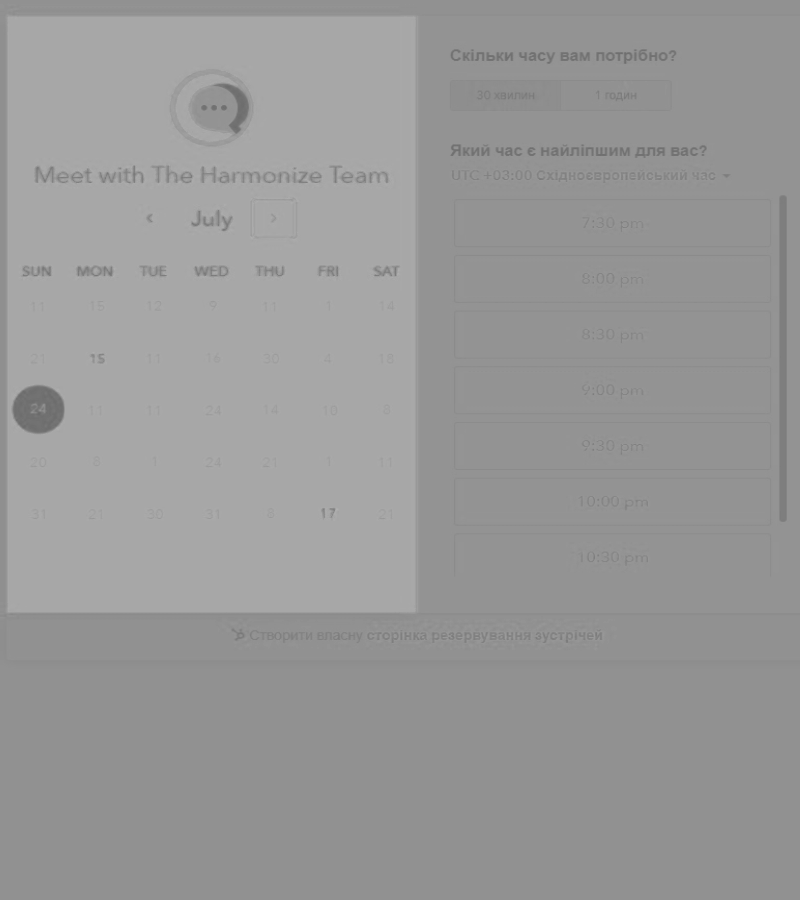 Meet with The Harmonize Team
‹ July ›
SUN MON TUE WED THU FRI SAT
11 15 12 9 11 1 14
21 15 11 16 30 4 18
24 11 11 24 14 10 8
20 8 1 24 21 1 11
31 21 30 31 8 17 21
Скільки часу вам потрібно?
30 хвилин 1 годин
Який час є найліпшим для вас?
UTC +03:00 Східноєвропейський час
7:30 pm
8:00 pm
8:30 pm
9:00 pm
9:30 pm
10:00 pm
10:30 pm
Створити власну сторінка резервування зустрічей